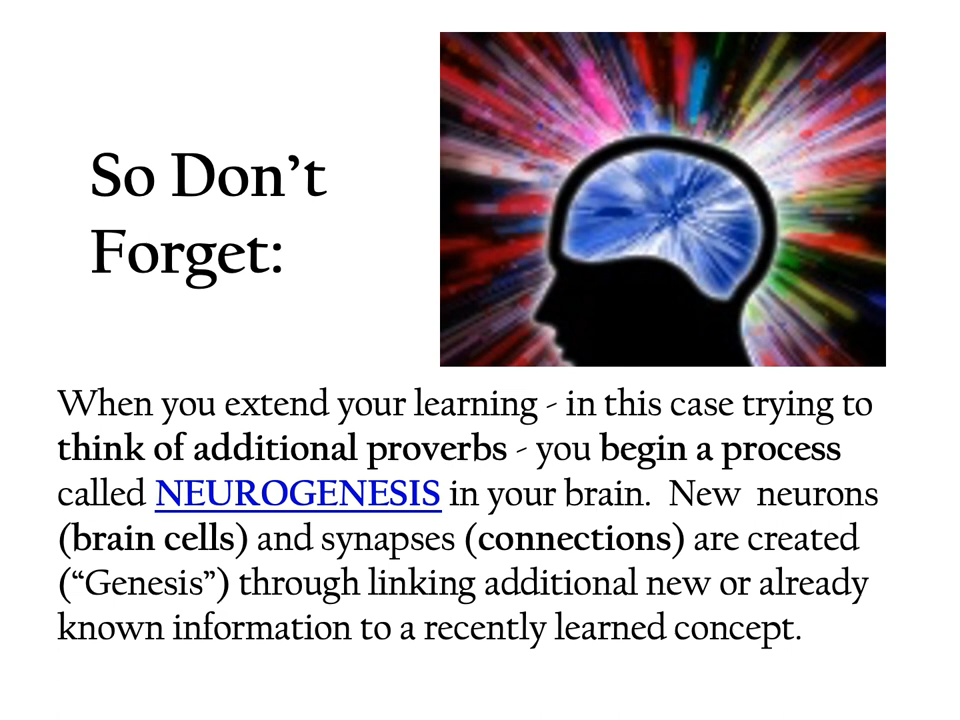 So Don’t
Forget:
When you extend your learning - in this case trying to
think of additional proverbs - you begin a process
called NEUROGENESIS in your brain.  New  neurons
(brain cells) and synapses (connections) are created
(“Genesis”) through linking additional new or already
known information to a recently learned concept.